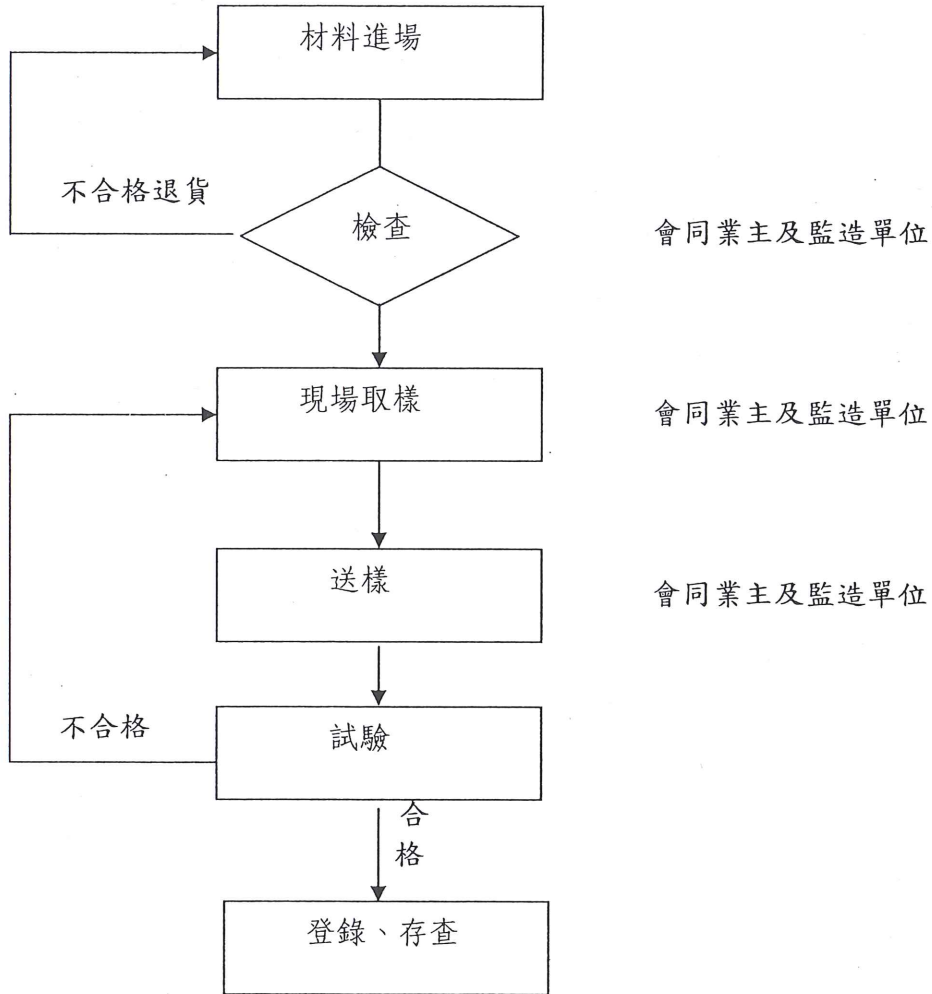 材料進場
不合格退貨
檢查
會同業主及監造單位
現場取樣
會同業主及監造單位
送樣
會同業主及監造單位
不合格
試驗
合
格
登錄、存查